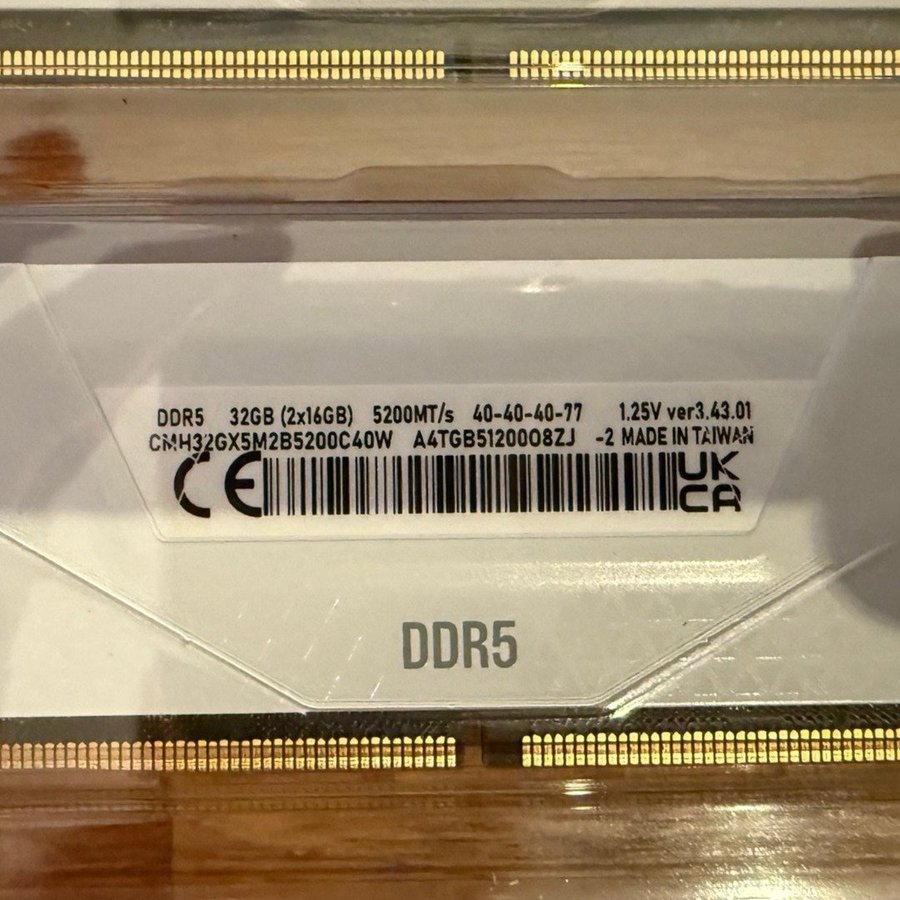 DDR5 32GB (2x16GB) 5200MT/s 40-40-40-77 1.25V ver3.43.01
CMH32GX5M2B5200C40W A4TGB5120008ZJ -2 MADE IN TAIWAN
CE UKCA
DDR5